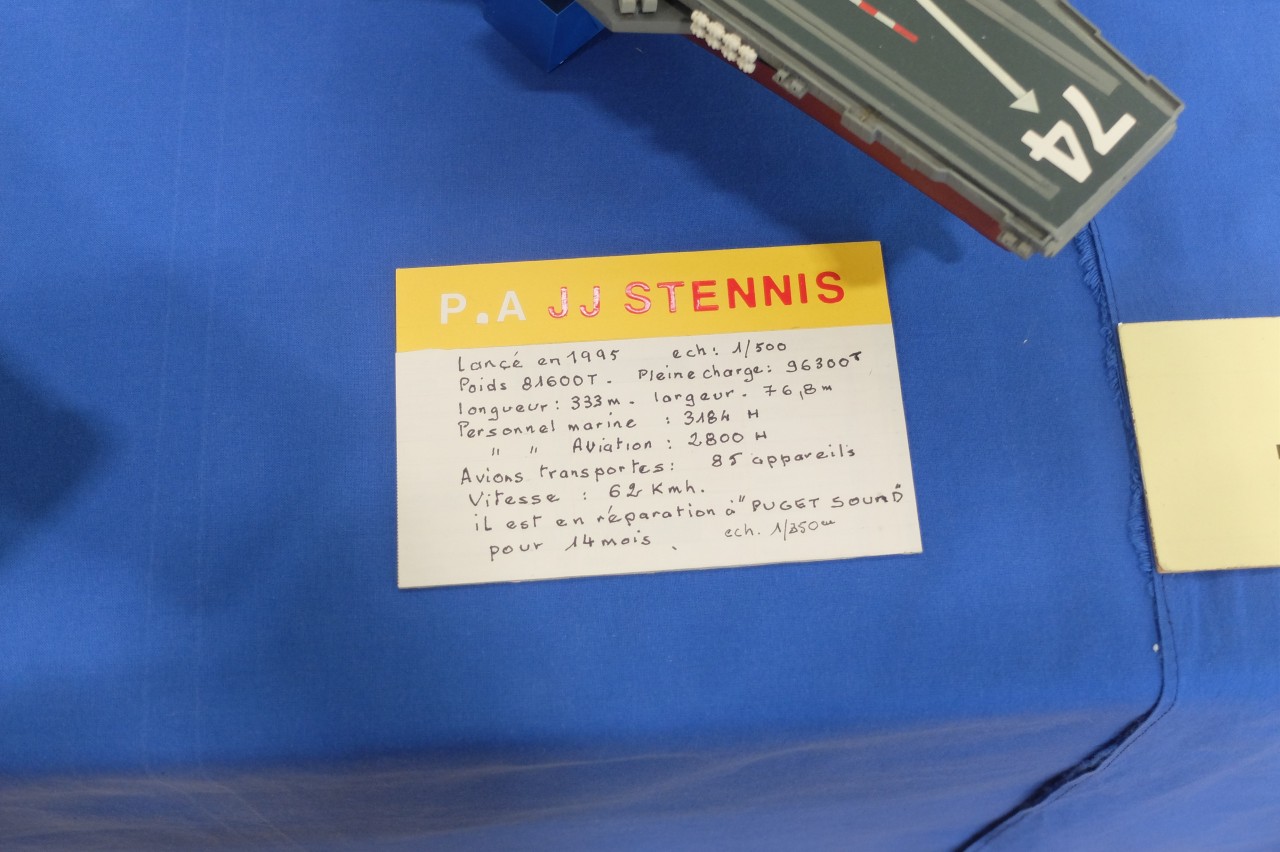 74
P.A JJ STENNIS
Lancé en 1995 ech: 1/500
Poids 81600T. Pleine charge: 96300T
longueur: 333m. largeur. 76,8m
Personnel marine : 3184 H
" " Aviation : 2800 H
Avions transportes: 85 appareils
Vitesse : 62 Kmh.
il est en réparation à "PUGET SOUND"
pour 14 mois. ech. 1/350em